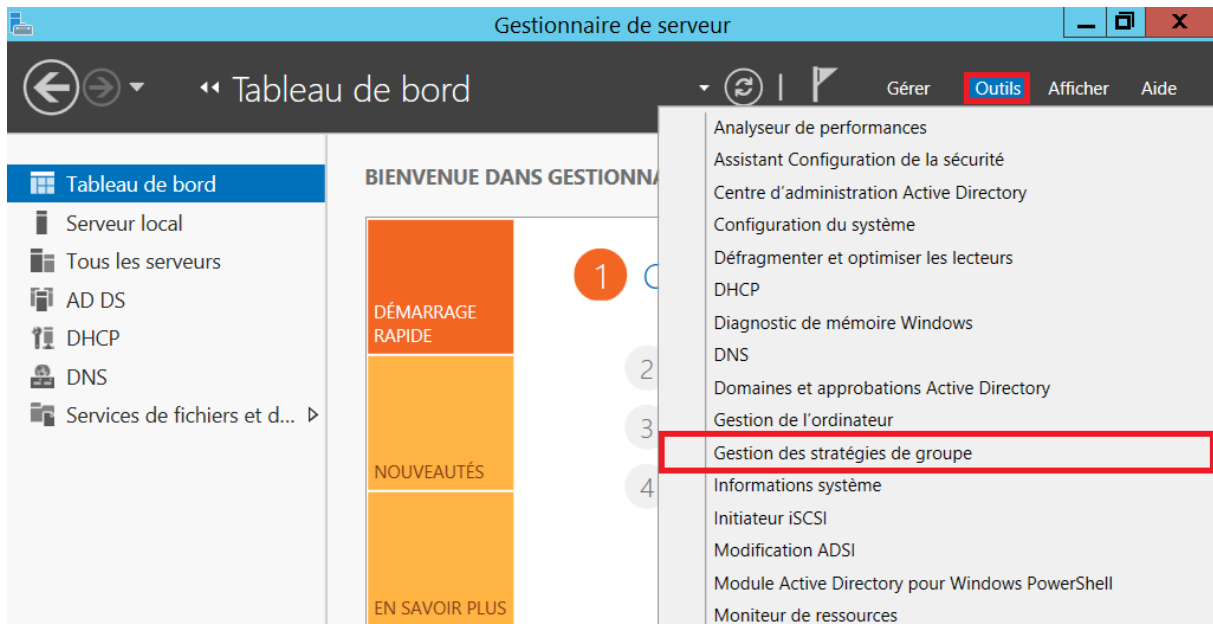 Gestionnaire de serveur
Tableau de bord
Gérer Outils Afficher Aide
Tableau de bord
Serveur local
Tous les serveurs
AD DS
DHCP
DNS
Services de fichiers et d...
BIENVENUE DANS GESTIONNA
DÉMARRAGE
RAPIDE
NOUVEAUTÉS
EN SAVOIR PLUS
1
2
3
4
Analyseur de performances
Assistant Configuration de la sécurité
Centre d'administration Active Directory
Configuration du système
Défragmenter et optimiser les lecteurs
DHCP
Diagnostic de mémoire Windows
DNS
Domaines et approbations Active Directory
Gestion de l'ordinateur
Gestion des stratégies de groupe
Informations système
Initiateur iSCSI
Modification ADSI
Module Active Directory pour Windows PowerShell
Moniteur de ressources